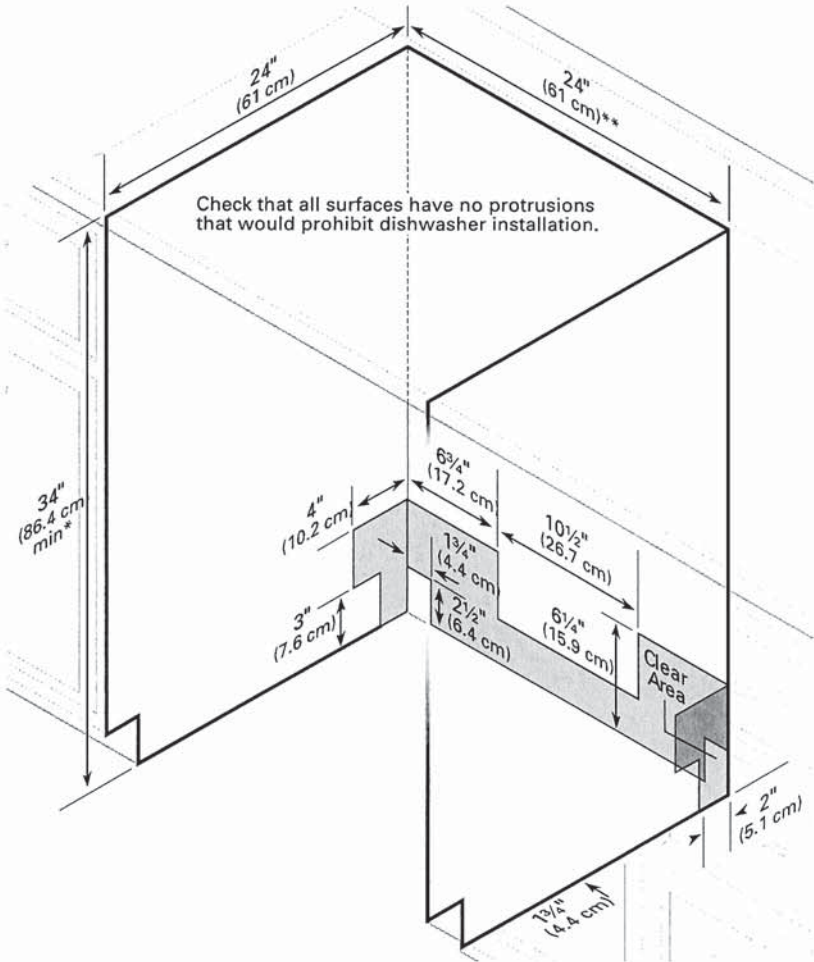 24"
(61 cm)
24"
(61 cm)**
Check that all surfaces have no protrusions
that would prohibit dishwasher installation.
34"
(86.4 cm
min*
4"
(10.2 cm)
6¾"
(17.2 cm)
10½"
(26.7 cm)
1¾"
(4.4 cm)
3"
(7.6 cm)
2½"
(6.4 cm)
6¼"
(15.9 cm)
Clear
Area
2"
(5.1 cm)
1¾"
(4.4 cm)